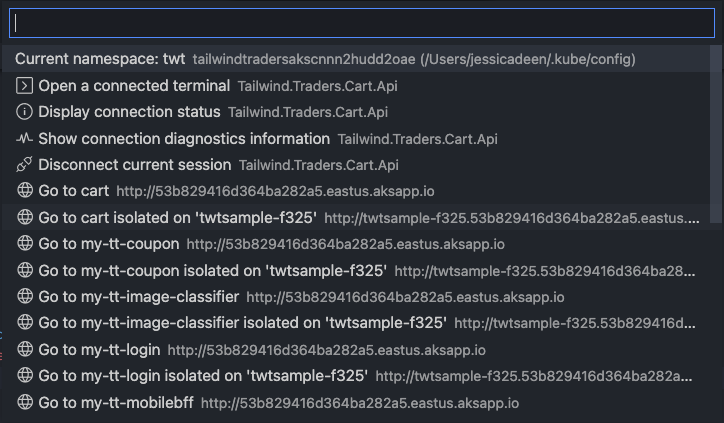 Current namespace: twt tailwindtradersakscnnn2hudd2oae (/Users/jessicadeen/.kube/config)
Open a connected terminal Tailwind.Traders.Cart.Api
Display connection status Tailwind.Traders.Cart.Api
Show connection diagnostics information Tailwind.Traders.Cart.Api
Disconnect current session Tailwind.Traders.Cart.Api
Go to cart http://53b829416d364ba282a5.eastus.aksapp.io
Go to cart isolated on 'twtsample-f325' http://twtsample-f325.53b829416d364ba282a5.eastus....
Go to my-tt-coupon http://53b829416d364ba282a5.eastus.aksapp.io
Go to my-tt-coupon isolated on 'twtsample-f325' http://twtsample-f325.53b829416d364ba28...
Go to my-tt-image-classifier http://53b829416d364ba282a5.eastus.aksapp.io
Go to my-tt-image-classifier isolated on 'twtsample-f325' http://twtsample-f325.53b829416d...
Go to my-tt-login http://53b829416d364ba282a5.eastus.aksapp.io
Go to my-tt-login isolated on 'twtsample-f325' http://twtsample-f325.53b829416d364ba282a...
Go to my-tt-mobilebff http://53b829416d364ba282a5.eastus.aksapp.io